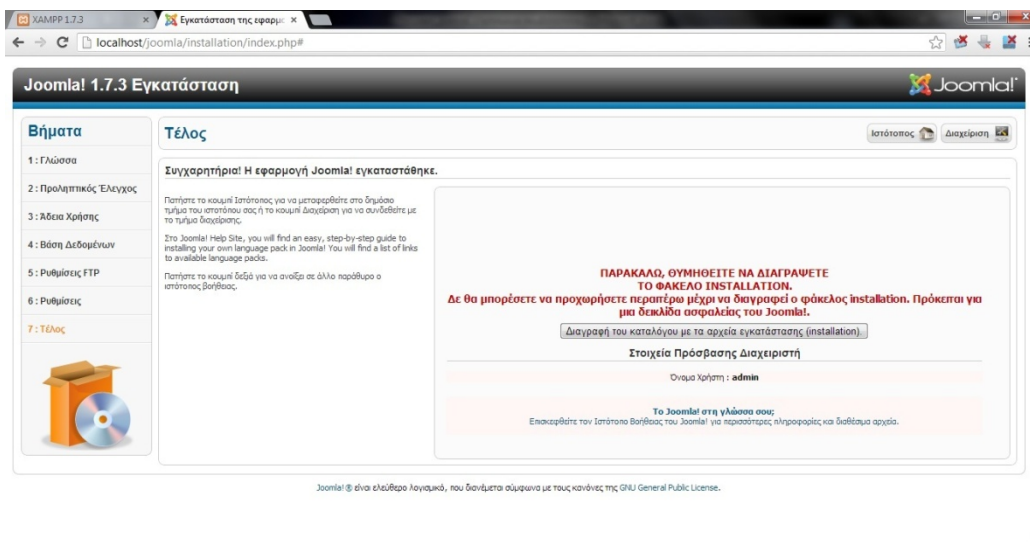 XAMPP 1.7.3
Εγκατάσταση της εφαρμο
localhost/joomla/installation/index.php#
Joomla! 1.7.3 Εγκατάσταση
Joomla!
Βήματα
1 : Γλώσσα
2 : Προληπτικός Έλεγχος
3 : Άδεια Χρήσης
4 : Βάση Δεδομένων
5 : Ρυθμίσεις FTP
6 : Ρυθμίσεις
7 : Τέλος
Τέλος
Ιστότοπος
Διαχείριση
Συγχαρητήρια! Η εφαρμογή Joomla! εγκαταστάθηκε.
Πατήστε το κουμπί Ιστότοπος για να μεταφερθείτε στο δημόσιο
τμήμα του ιστοτόπου σας ή το κουμπί Διαχείριση για να συνδεθείτε με
το τμήμα διαχείρισης.
Στο Joomla! Help Site, you will find an easy, step-by-step guide to
installing your own language pack in Joomla! You will find a list of links
to available language packs.
Πατήστε το κουμπί δεξιά για να ανοίξει σε άλλο παράθυρο ο
ιστότοπος βοήθειας.
ΠΑΡΑΚΑΛΩ, ΘΥΜΗΘΕΙΤΕ ΝΑ ΔΙΑΓΡΑΨΕΤΕ
ΤΟ ΦΑΚΕΛΟ INSTALLATION.
Δε θα μπορέσετε να προχωρήσετε περαιτέρω μέχρι να διαγραφεί ο φάκελος installation. Πρόκειται για
μια δεικλίδα ασφαλείας του Joomla!.
Διαγραφή του καταλόγου με τα αρχεία εγκατάστασης (installation).
Στοιχεία Πρόσβασης Διαχειριστή
Όνομα Χρήστη : admin
Το Joomla! στη γλώσσα σου;
Επισκεφθείτε τον Ιστότοπο Βοήθειας του Joomla! για περισσότερες πληροφορίες και διαθέσιμα αρχεία.
Joomla! ® είναι ελεύθερο λογισμικό, που διανέμεται σύμφωνα με τους κανόνες της GNU General Public License.